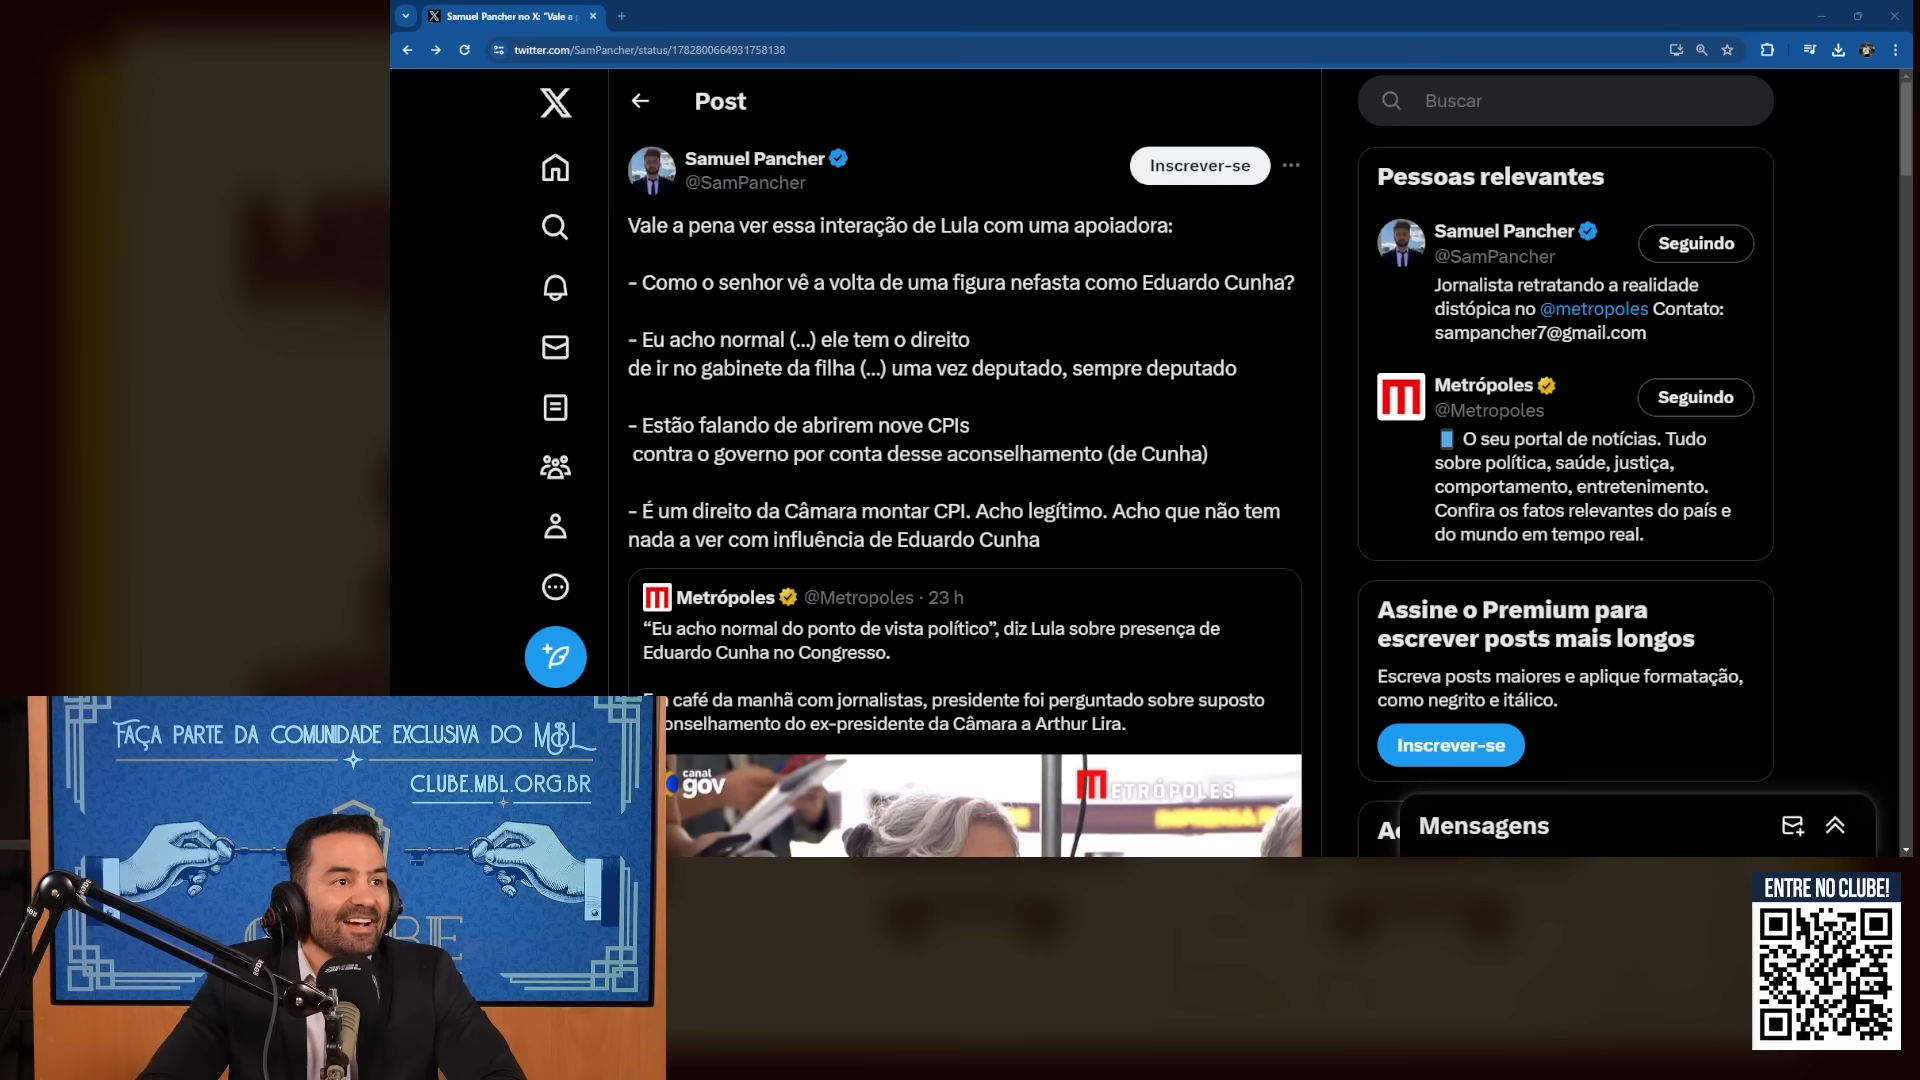 Samuel Pancher no X: "Vale a
twitter.com/SamPancher/status/1782800664931758138
Post
Buscar
Samuel Pancher
@SamPancher
Inscrever-se
Vale a pena ver essa interação de Lula com uma apoiadora:
- Como o senhor vê a volta de uma figura nefasta como Eduardo Cunha?
- Eu acho normal (...) ele tem o direito
de ir no gabinete da filha (...) uma vez deputado, sempre deputado
- Estão falando de abrirem nove CPIs
contra o governo por conta desse aconselhamento (de Cunha)
- É um direito da Câmara montar CPI. Acho legítimo. Acho que não tem
nada a ver com influência de Eduardo Cunha
Metrópoles @Metropoles · 23 h
“Eu acho normal do ponto de vista político”, diz Lula sobre presença de
Eduardo Cunha no Congresso.
café da manhã com jornalistas, presidente foi perguntado sobre suposto
onselhamento do ex-presidente da Câmara a Arthur Lira.
canal
gov
METRÓPOLES
Pessoas relevantes
Samuel Pancher
@SamPancher
Seguindo
Jornalista retratando a realidade
distópica no @metropoles Contato:
sampancher7@gmail.com
Metrópoles
@Metropoles
Seguindo
O seu portal de notícias. Tudo
sobre política, saúde, justiça,
comportamento, entretenimento.
Confira os fatos relevantes do país e
do mundo em tempo real.
Assine o Premium para
escrever posts mais longos
Escreva posts maiores e aplique formatação,
como negrito e itálico.
Inscrever-se
Mensagens
FAÇA PARTE DA COMUNIDADE EXCLUSIVA DO MBL
CLUBE.MBL.ORG.BR
RØDE
RØDE
ENTRE NO CLUBE!